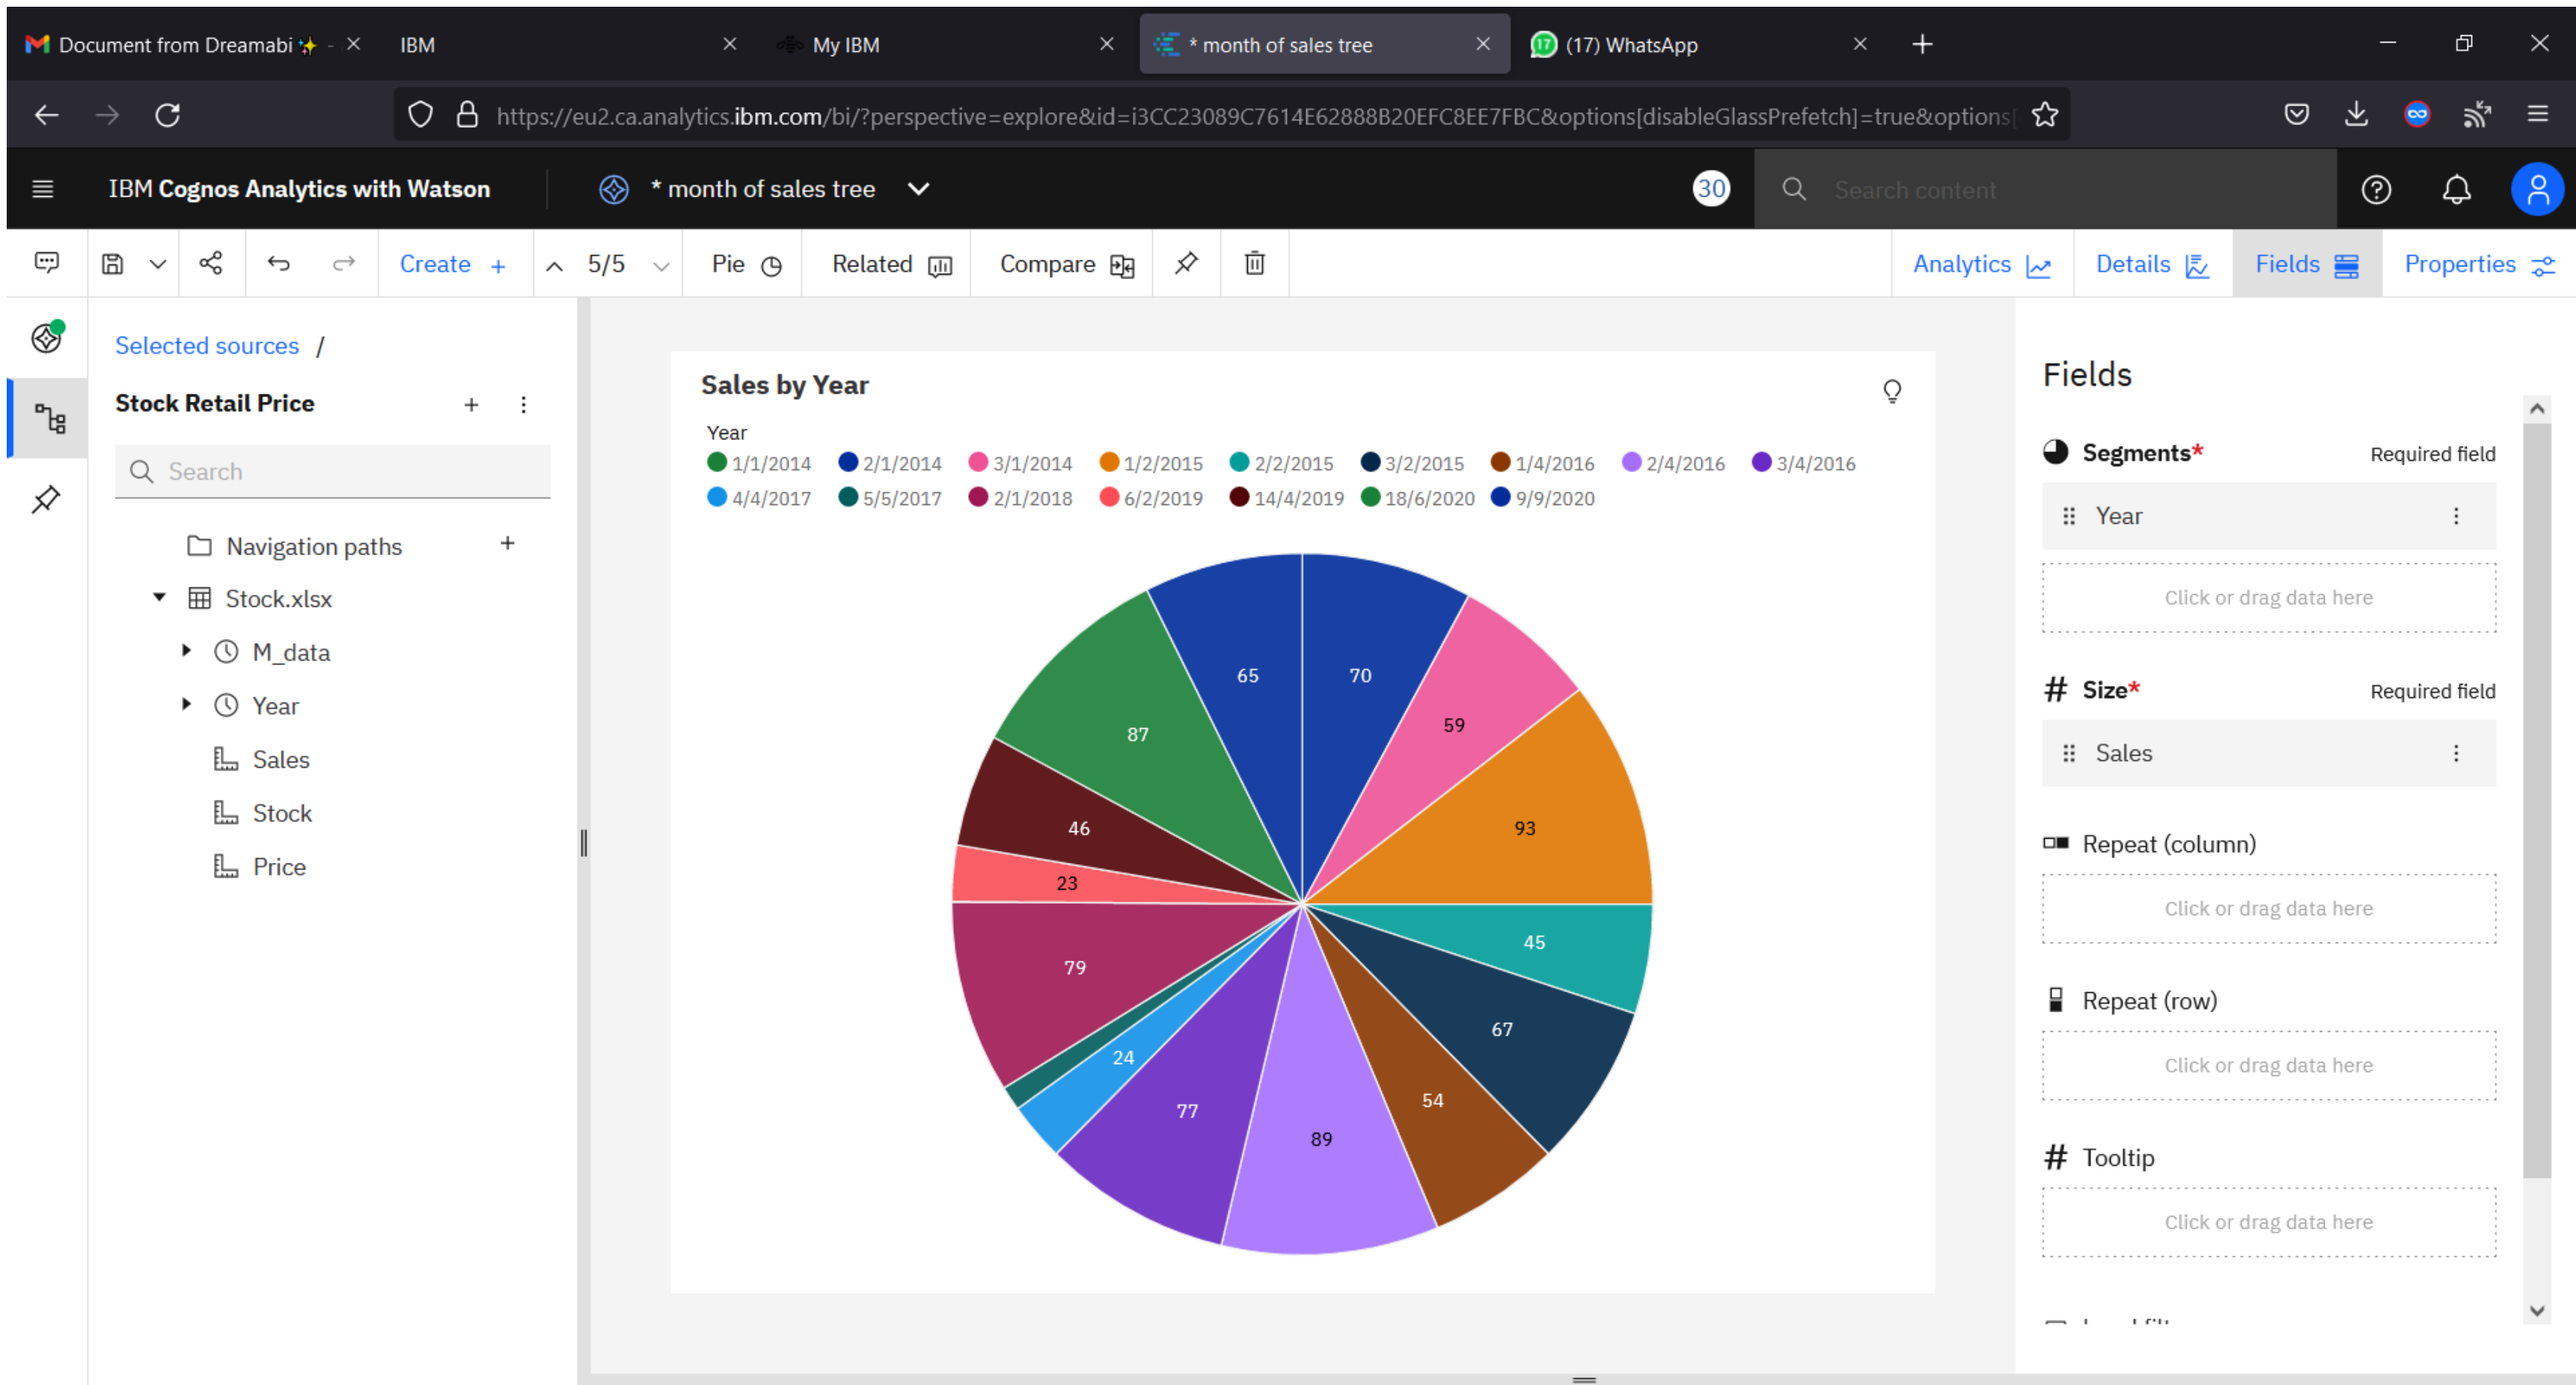 Document from Dreamabi ✨ -
IBM
My IBM
* month of sales tree
17
(17) WhatsApp
https://eu2.ca.analytics.ibm.com/bi/?perspective=explore&id=i3CC23089C7614E62888B20EFC8EE7FBC&options[disableGlassPrefetch]=true&options[
IBM Cognos Analytics with Watson
* month of sales tree
30
Search content
Create +
5/5
Pie
Related
Compare
Analytics
Details
Fields
Properties
Selected sources /
Stock Retail Price
Search
Navigation paths
Stock.xlsx
M_data
Year
Sales
Stock
Price
Sales by Year
Year
1/1/2014 2/1/2014 3/1/2014 1/2/2015 2/2/2015 3/2/2015 1/4/2016 2/4/2016 3/4/2016
4/4/2017 5/5/2017 2/1/2018 6/2/2019 14/4/2019 18/6/2020 9/9/2020
65
70
59
87
93
46
23
45
79
67
24
54
77
89
Fields
Segments* Required field
Year
Click or drag data here
# Size* Required field
Sales
Click or drag data here
Repeat (column)
Click or drag data here
Repeat (row)
Click or drag data here
# Tooltip
Click or drag data here